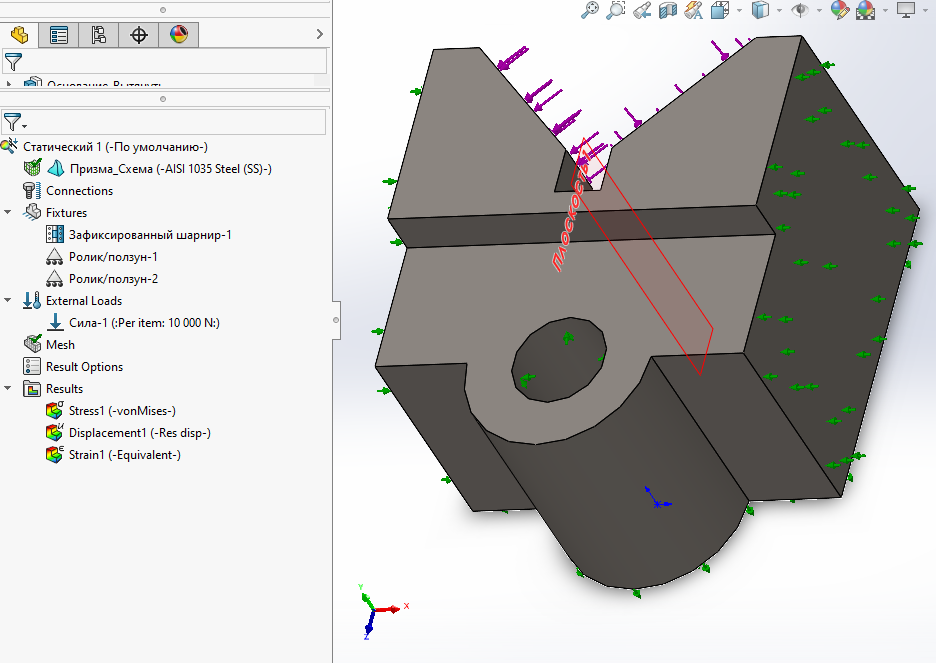 Основание Вытянуть
Статический 1 (-По умолчанию-)
Призма_Схема (-AISI 1035 Steel (SS)-)
Connections
Fixtures
Зафиксированный шарнир-1
Ролик/ползун-1
Ролик/ползун-2
External Loads
Сила-1 (:Per item: 10 000 N:)
Mesh
Result Options
Results
Stress1 (-vonMises-)
Displacement1 (-Res disp-)
Strain1 (-Equivalent-)
Y
X
Z